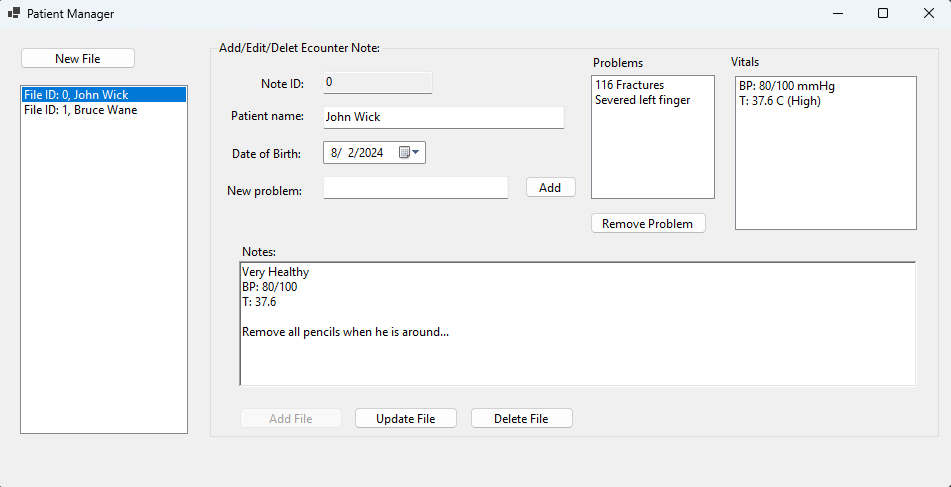 Patient Manager
New File
File ID: 0, John Wick
File ID: 1, Bruce Wane
Add/Edit/Delet Ecounter Note:
Note ID:
0
Patient name:
John Wick
Date of Birth:
8/ 2/2024
New problem:
Add
Problems
116 Fractures
Severed left finger
Remove Problem
Vitals
BP: 80/100 mmHg
T: 37.6 C (High)
Notes:
Very Healthy
BP: 80/100
T: 37.6
Remove all pencils when he is around...
Add File
Update File
Delete File